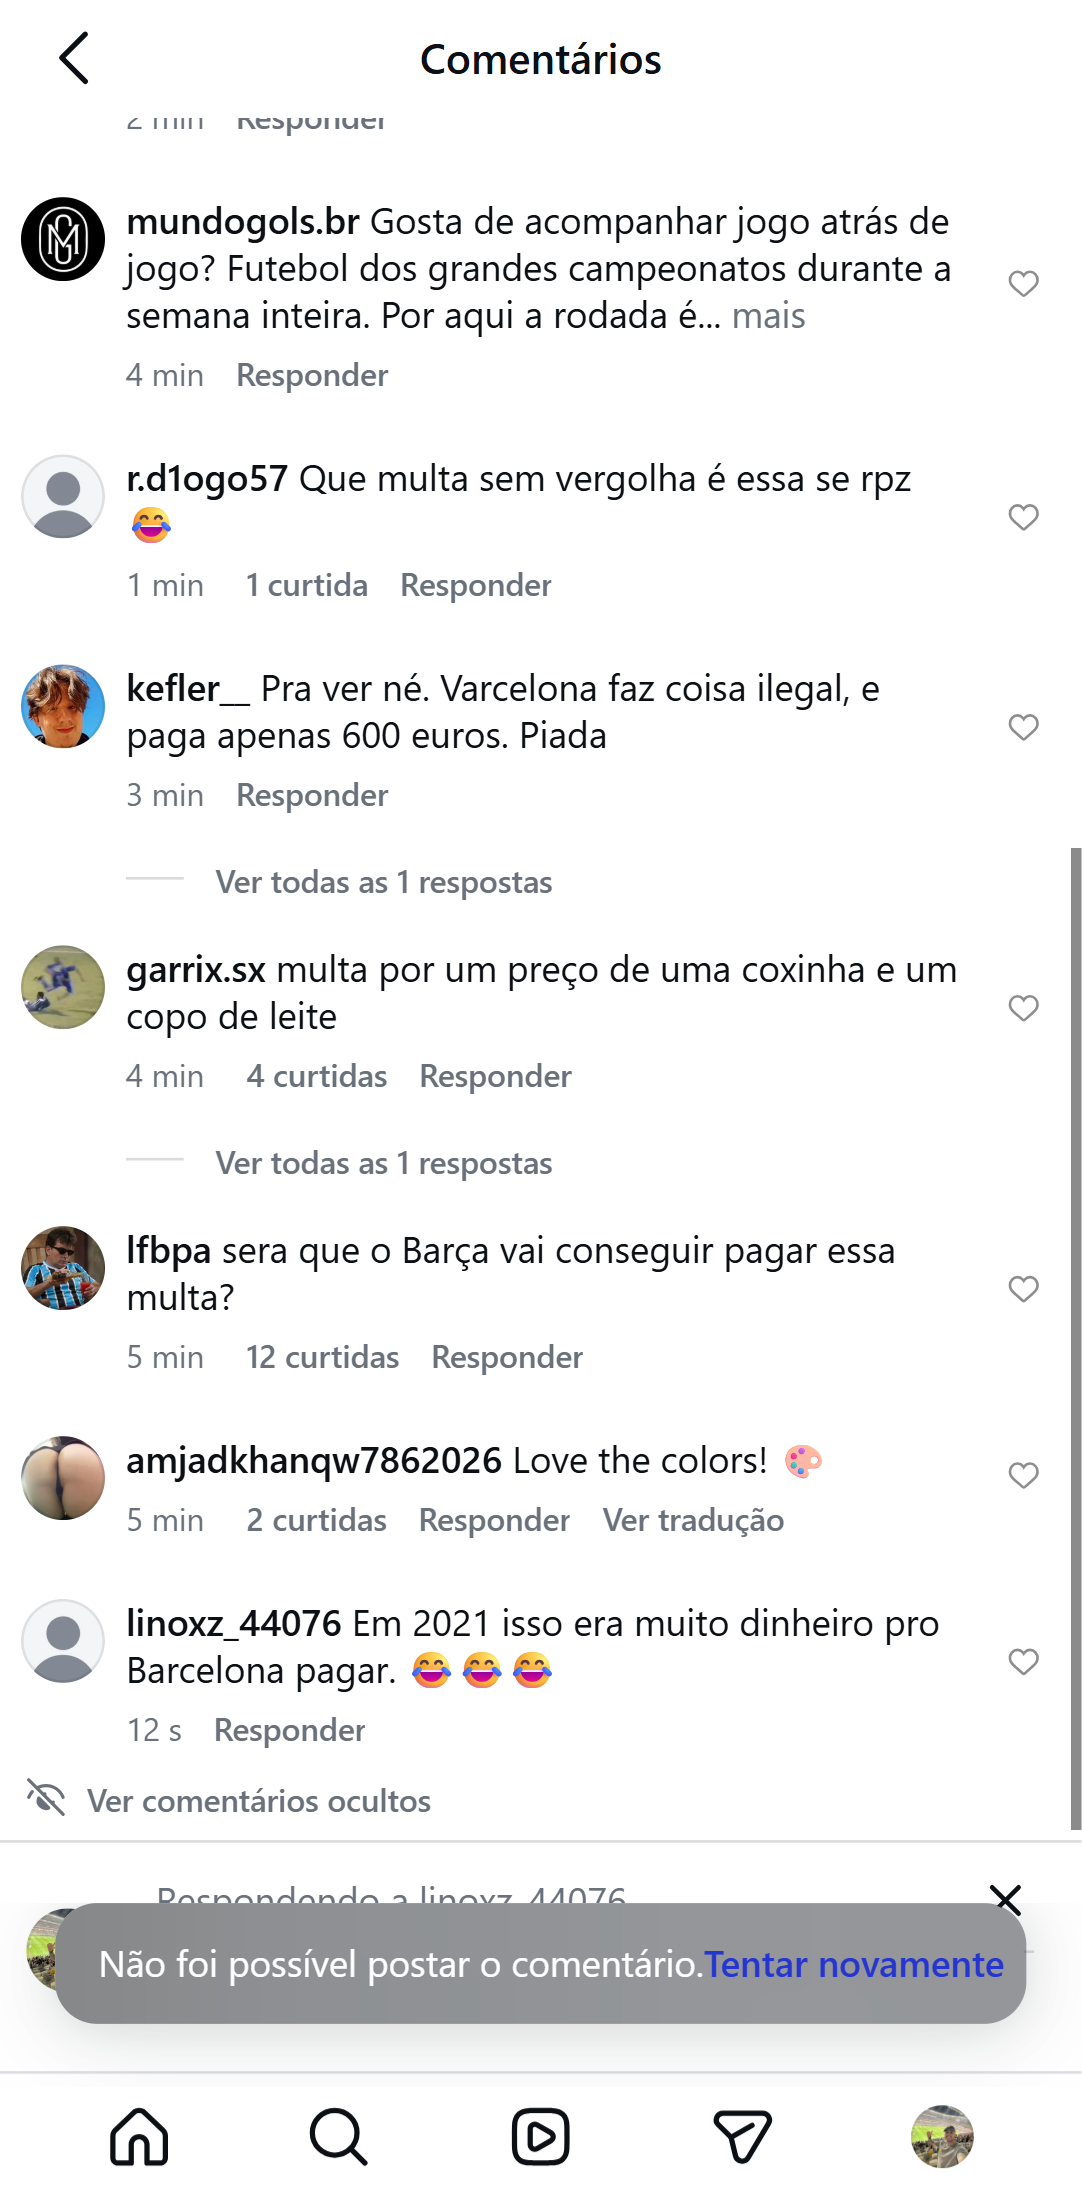 Comentários
2 min Responder
mundogols.br Gosta de acompanhar jogo atrás de
jogo? Futebol dos grandes campeonatos durante a
semana inteira. Por aqui a rodada é... mais
4 min Responder
r.d1ogo57 Que multa sem vergolha é essa se rpz
😂
1 min 1 curtida Responder
kefler__ Pra ver né. Varcelona faz coisa ilegal, e
paga apenas 600 euros. Piada
3 min Responder
Ver todas as 1 respostas
garrix.sx multa por um preço de uma coxinha e um
copo de leite
4 min 4 curtidas Responder
Ver todas as 1 respostas
lfbpa sera que o Barça vai conseguir pagar essa
multa?
5 min 12 curtidas Responder
amjadkhanqw7862026 Love the colors! 🎨
5 min 2 curtidas Responder Ver tradução
linoxz_44076 Em 2021 isso era muito dinheiro pro
Barcelona pagar. 😂😂😂
12 s Responder
Ver comentários ocultos
Respondendo a linoxz_44076
Não foi possível postar o comentário.Tentar novamente